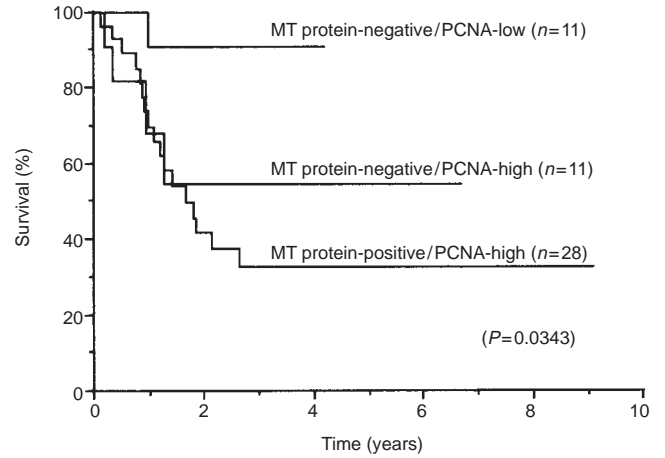 100
MT protein-negative/PCNA-low (n=11)
80
60
MT protein-negative/PCNA-high (n=11)
Survival (%)
40
MT protein-positive/PCNA-high (n=28)
20
(P=0.0343)
0
0 2 4 6 8 10
Time (years)